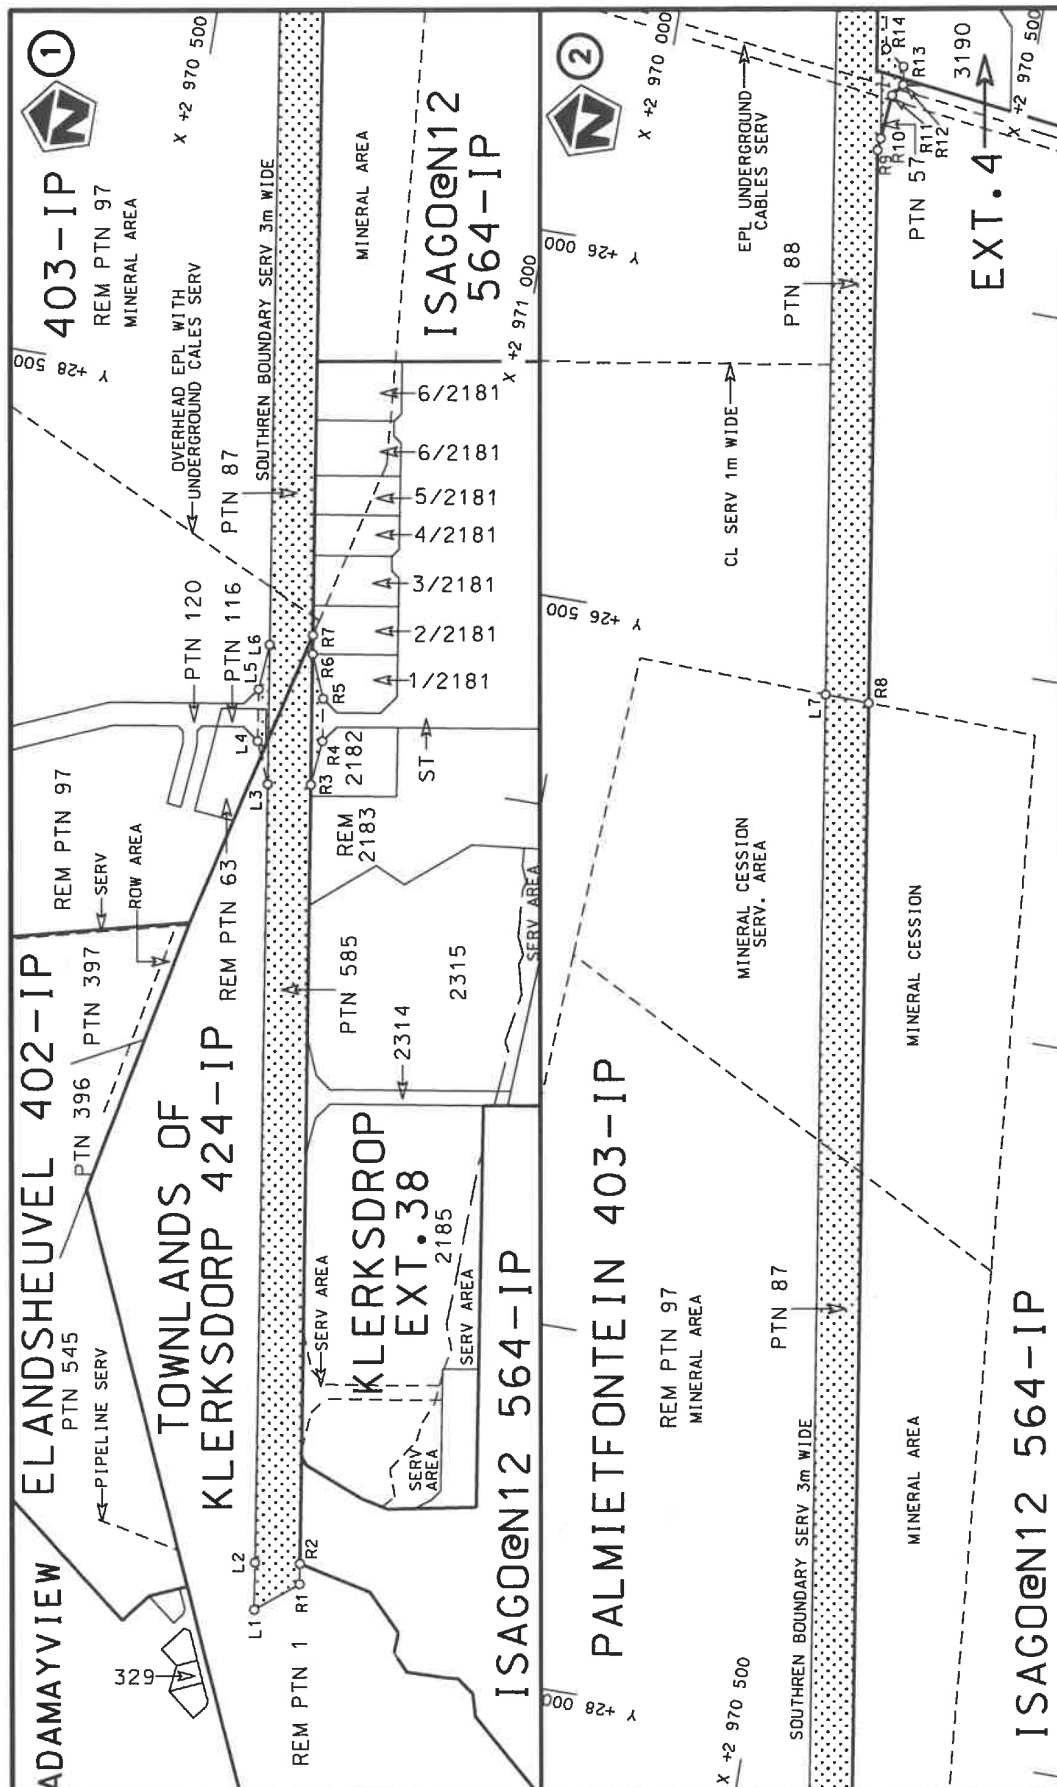 1
N
403-IP
REM PTN 97
MINERAL AREA
X +2 970 500
Y +28 500
OVERHEAD EPL WITH
UNDERGROUND CALES SERV
PTN 87
SOUTHREN BOUNDARY SERV 3m WIDE
MINERAL AREA
ISAGO@N12
564-IP
X +2 971 000
6/2181
6/2181
5/2181
4/2181
3/2181
2/2181
1/2181
PTN 120
PTN 116
L6
L5
L4
L3
R7
R6
R5
R4
R3
2182
ST
REM
2183
REM PTN 97
SERV
ROW AREA
REM PTN 63
PTN 585
2315
SERV AREA
2314
ELANDSHEUVEL 402-IP
PTN 397
PTN 396
PTN 545
PIPELINE SERV
TOWNLANDS OF
KLERKSDORP 424-IP
KLERKSDROP
EXT.38
2185
SERV AREA
SERV AREA
SERV
AREA
ADAMAYVIEW
329
L2
L1
R2
R1
REM PTN 1
ISAGO@N12 564-IP
2
N
X +2 970 000
Y +26 000
EPL UNDERGROUND
CABLES SERV
PTN 88
R14
R13
R12
R11
R10
R9
PTN 57
3190
EXT.4
X +2 970 500
CL SERV 1m WIDE
Y +26 500
L7
R8
MINERAL CESSION
SERV. AREA
MINERAL CESSION
PALMIETFONTEIN 403-IP
REM PTN 97
MINERAL AREA
PTN 87
SOUTHREN BOUNDARY SERV 3m WIDE
MINERAL AREA
Y +28 000
X +2 970 500
ISAGO@N12 564-IP